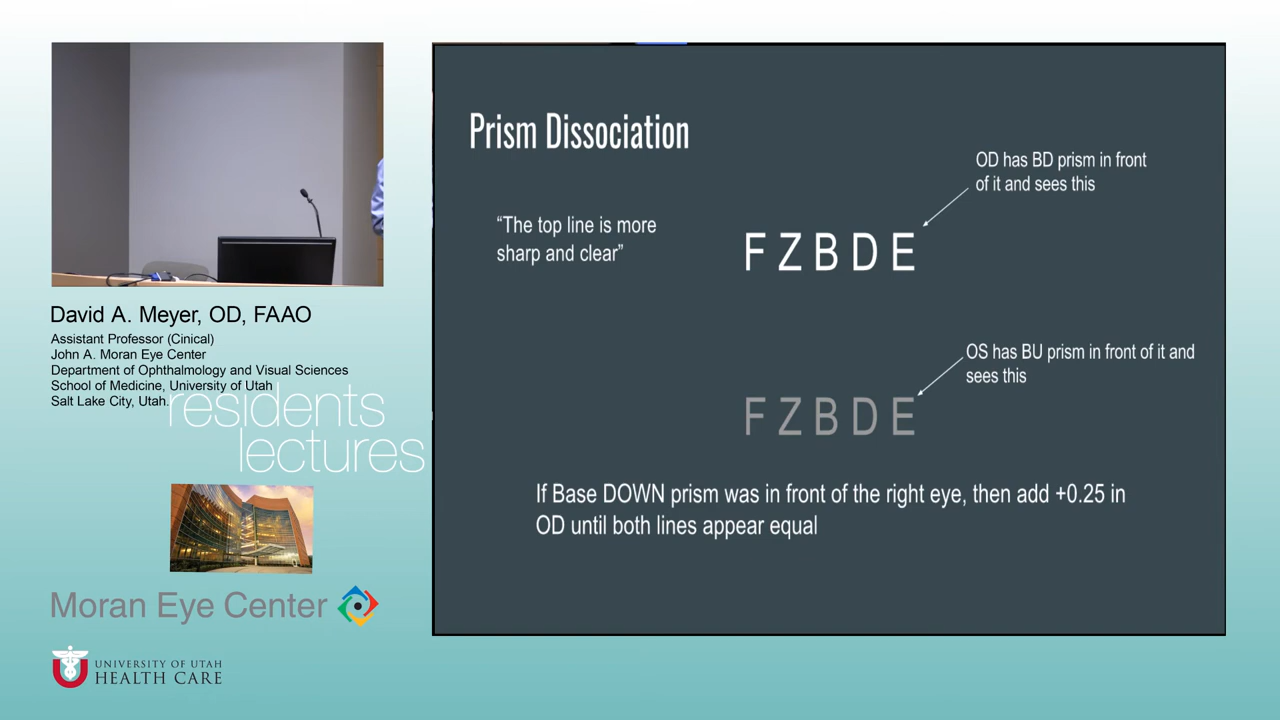 David A. Meyer, OD, FAAO
Assistant Professor (Cinical)
John A. Moran Eye Center
Department of Ophthalmology and Visual Sciences
School of Medicine, University of Utah
Salt Lake City, Utah.
residents
lectures
Moran Eye Center
UNIVERSITY OF UTAH
HEALTH CARE
Prism Dissociation
OD has BD prism in front
of it and sees this
“The top line is more
sharp and clear”
F Z B D E
OS has BU prism in front of it and
sees this
F Z B D E
If Base DOWN prism was in front of the right eye, then add +0.25 in
OD until both lines appear equal